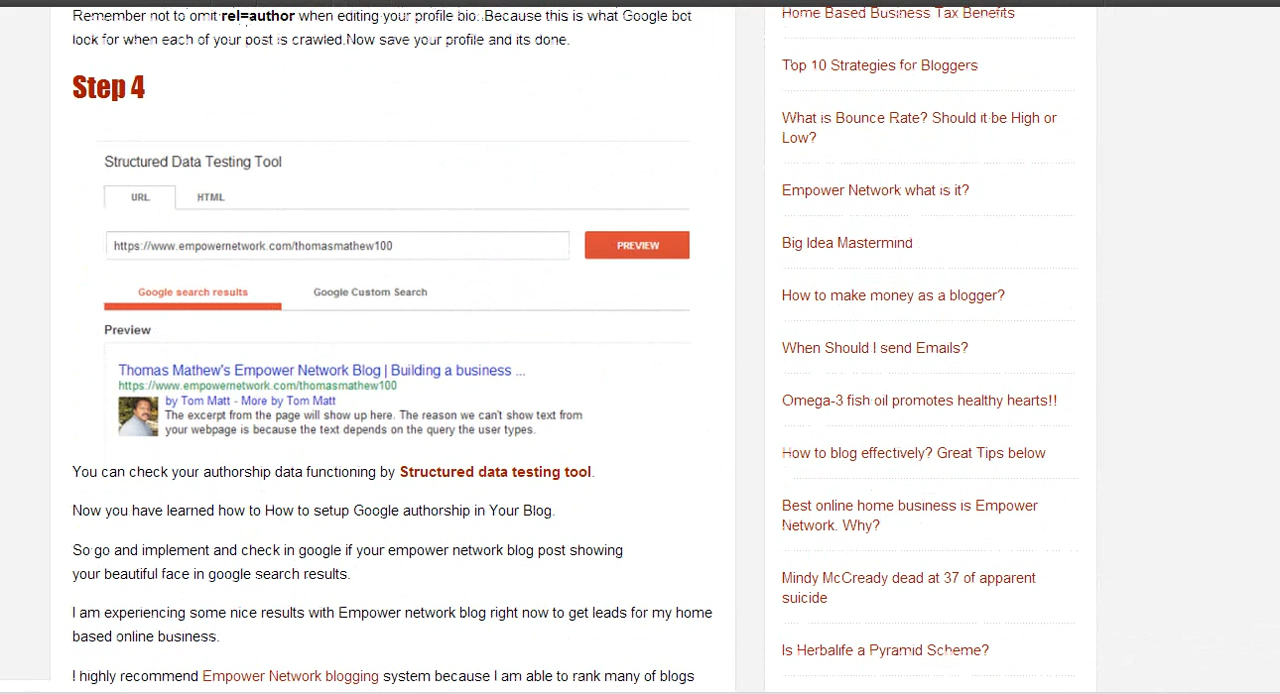 Remember not to omit rel=author when editing your profile bio. Because this is what Google bot
look for when each of your post is crawled.Now save your profile and its done.
Step 4
Structured Data Testing Tool
URL HTML
https://www.empowernetwork.com/thomasmathew100 PREVIEW
Google search results Google Custom Search
Preview
Thomas Mathew's Empower Network Blog | Building a business ...
https://www.empowernetwork.com/thomasmathew100
by Tom Matt - More by Tom Matt
The excerpt from the page will show up here. The reason we can't show text from
your webpage is because the text depends on the query the user types.
You can check your authorship data functioning by Structured data testing tool.
Now you have learned how to How to setup Google authorship in Your Blog.
So go and implement and check in google if your empower network blog post showing
your beautiful face in google search results.
I am experiencing some nice results with Empower network blog right now to get leads for my home
based online business.
I highly recommend Empower Network blogging system because I am able to rank many of blogs
Home Based Business Tax Benefits
Top 10 Strategies for Bloggers
What is Bounce Rate? Should it be High or
Low?
Empower Network what is it?
Big Idea Mastermind
How to make money as a blogger?
When Should I send Emails?
Omega-3 fish oil promotes healthy hearts!!
How to blog effectively? Great Tips below
Best online home business is Empower
Network. Why?
Mindy McCready dead at 37 of apparent
suicide
Is Herbalife a Pyramid Scheme?